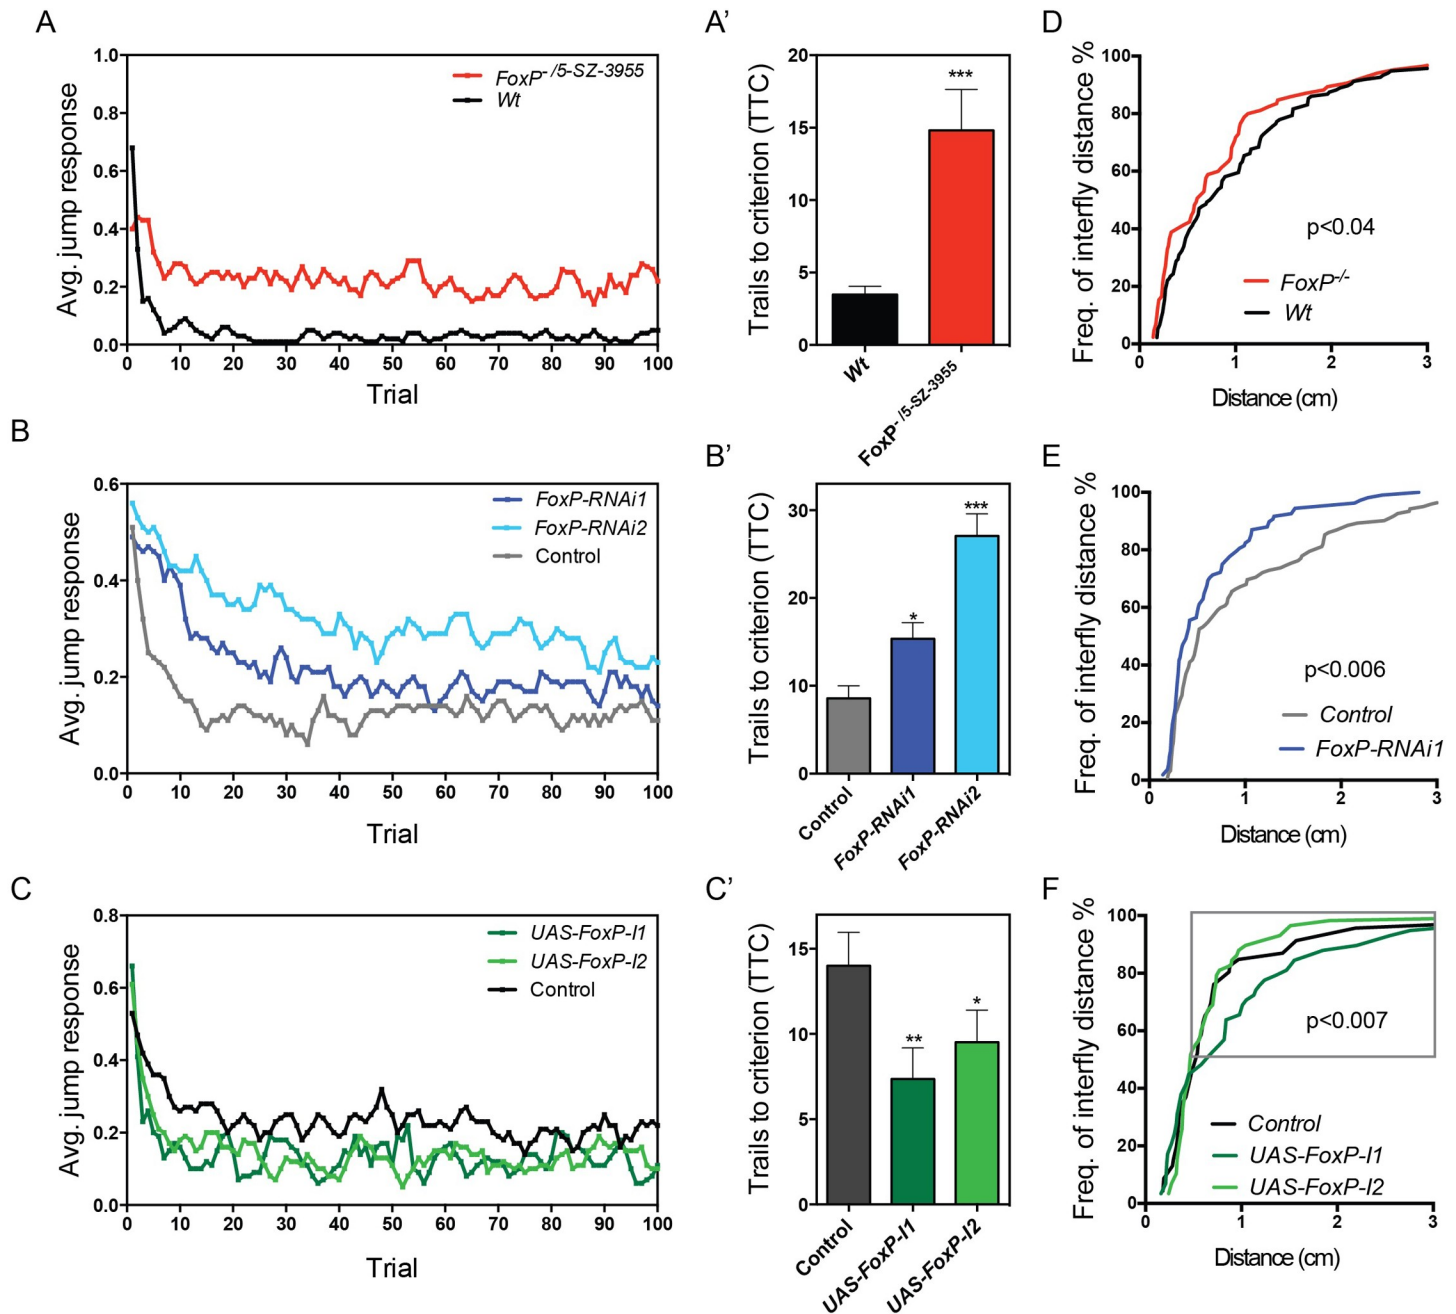 A
Avg. jump response
1.0
0.8
0.6
0.4
0.2
0.0
0 10 20 30 40 50 60 70 80 90 100
Trial
FoxP- /5-SZ-3955
Wt
A’
Trails to criterion (TTC)
20
15
10
5
0
***
Wt
FoxP- /5-SZ-3955
D
Freq. of interfly distance %
100
80
60
40
20
0
0 1 2 3
Distance (cm)
p<0.04
FoxP-/-
Wt
B
Avg. jump response
0.6
0.4
0.2
0.0
0 10 20 30 40 50 60 70 80 90 100
Trial
FoxP-RNAi1
FoxP-RNAi2
Control
B’
Trails to criterion (TTC)
30
20
10
0
*
***
Control
FoxP-RNAi1
FoxP-RNAi2
E
Freq. of interfly distance %
100
80
60
40
20
0
0 1 2 3
Distance (cm)
p<0.006
Control
FoxP-RNAi1
C
Avg. jump response
0.8
0.6
0.4
0.2
0.0
0 10 20 30 40 50 60 70 80 90 100
Trial
UAS-FoxP-I1
UAS-FoxP-I2
Control
C’
Trails to criterion (TTC)
15
10
5
0
**
*
Control
UAS-FoxP-I1
UAS-FoxP-I2
F
Freq. of interfly distance %
100
80
60
40
20
0
0 1 2 3
Distance (cm)
p<0.007
Control
UAS-FoxP-I1
UAS-FoxP-I2